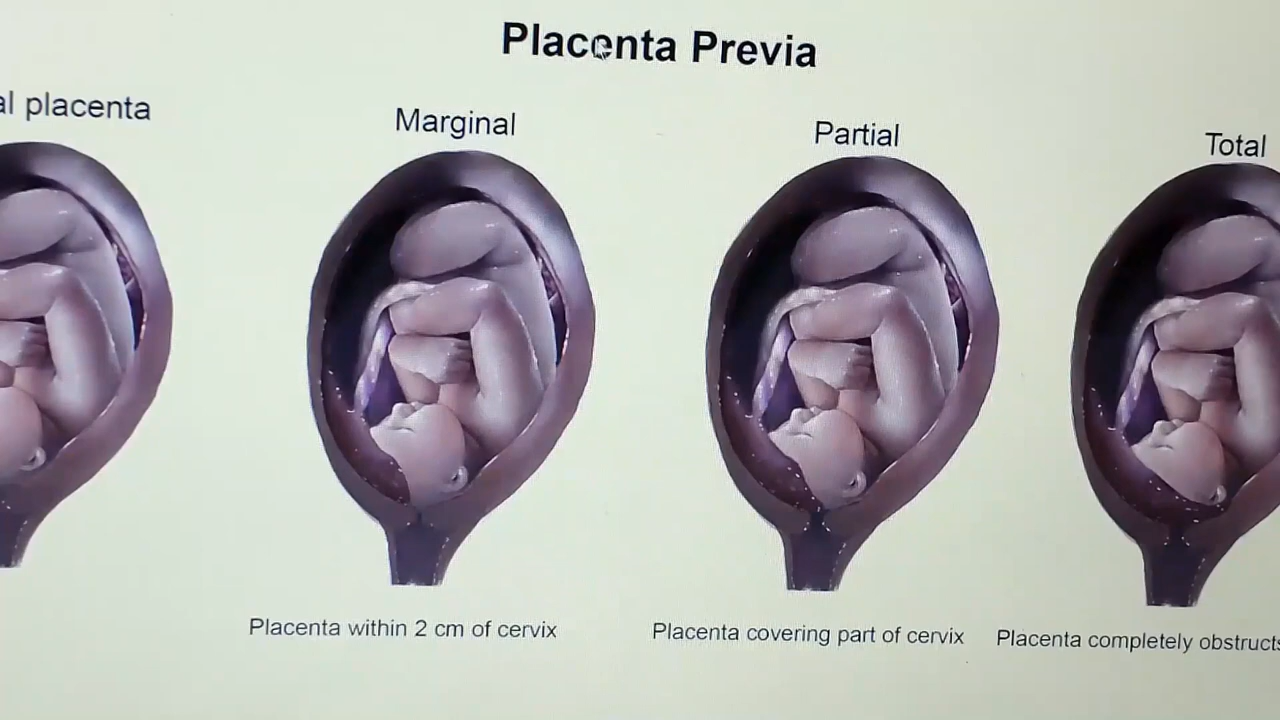 Placenta Previa
al placenta
Marginal
Partial
Total
Placenta within 2 cm of cervix
Placenta covering part of cervix
Placenta completely obstructs